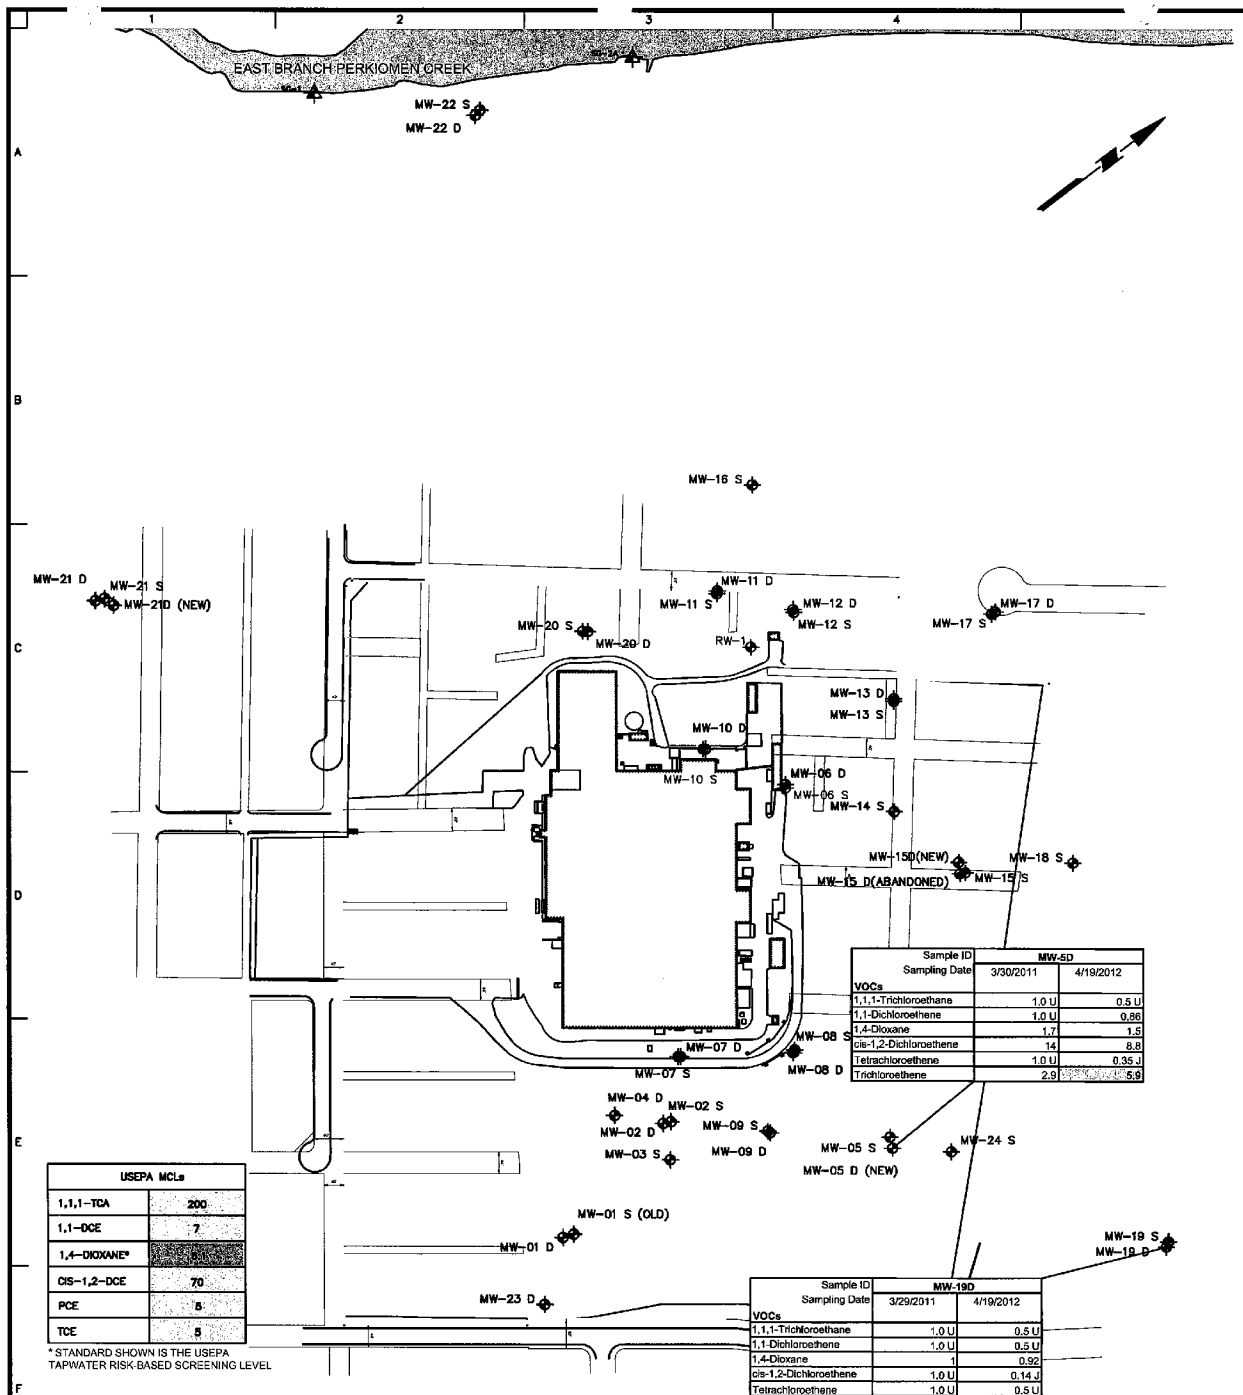 1 2 3 4
EAST BRANCH PERKIOMEN CREEK
MW-22 S
MW-22 D
A
B
MW-16 S
MW-21 D
MW-21 S
MW-21D (NEW)
MW-11 D
MW-11 S
MW-12 D
MW-12 S
MW-17 D
MW-17 S
MW-20 S
MW-20 D
RW-1
C
MW-13 D
MW-13 S
MW-10 D
MW-10 S
MW-06 D
MW-06 S
MW-14 S
MW-15D(NEW)
MW-18 S
MW-15 D(ABANDONED)
MW-15 S
D
Sample ID MW-5D
Sampling Date 3/30/2011 4/19/2012
VOCs
1,1,1-Trichloroethane 1.0 U 0.5 U
1,1-Dichloroethene 1.0 U 0.86
1,4-Dioxane 1.7 1.5
cis-1,2-Dichloroethene 14 8.8
Tetrachloroethene 1.0 U 0.35 J
Trichloroethene 2.9 5.9
MW-07 D
MW-07 S
MW-08 S
MW-08 D
MW-04 D
MW-02 S
MW-02 D
MW-09 S
MW-09 D
MW-03 S
MW-05 S
MW-05 D (NEW)
MW-24 S
E
USEPA MCLs
1,1,1-TCA 200
1,1-DCE 7
1,4-DIOXANE*
CIS-1,2-DCE 70
PCE 5
TCE 5
* STANDARD SHOWN IS THE USEPA
TAPWATER RISK-BASED SCREENING LEVEL
MW-01 S (OLD)
MW-01 D
MW-19 S
MW-19 D
MW-23 D
Sample ID MW-19D
Sampling Date 3/29/2011 4/19/2012
VOCs
1,1,1-Trichloroethane 1.0 U 0.5 U
1,1-Dichloroethene 1.0 U 0.5 U
1,4-Dioxane 1 0.92
cis-1,2-Dichloroethene 1.0 U 0.14 J
Tetrachloroethene 1.0 U 0.5 U
F